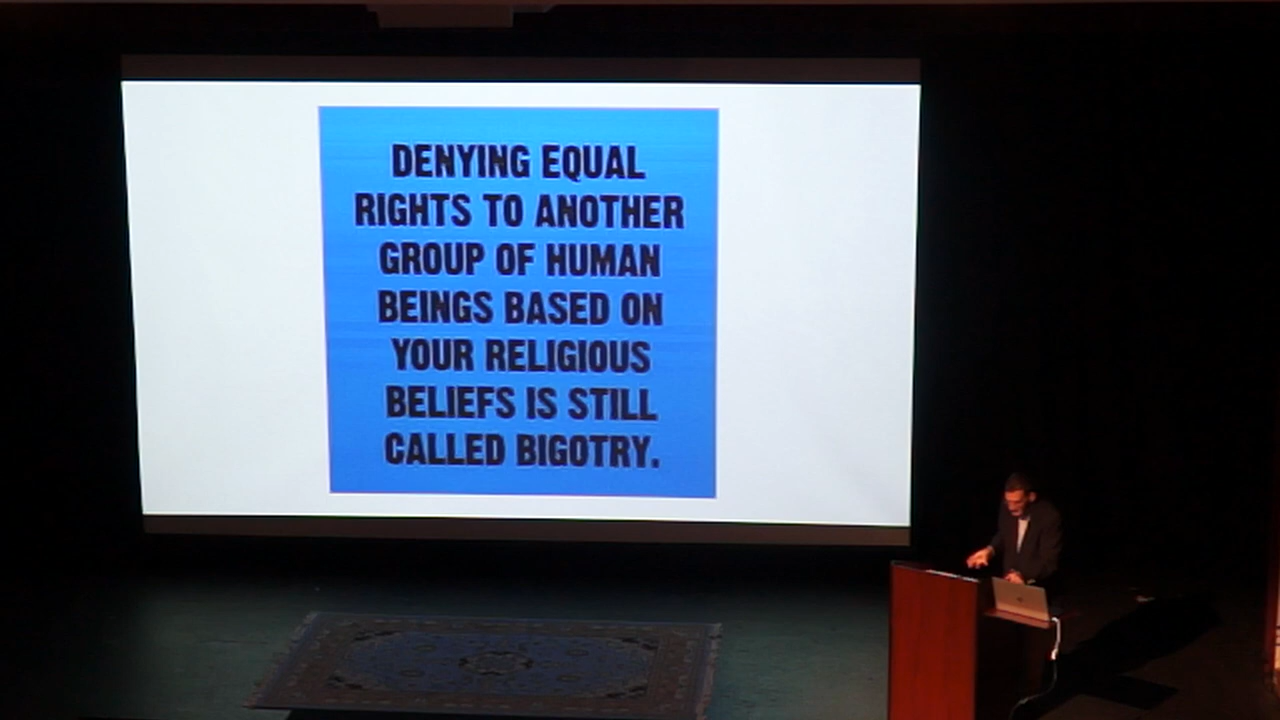 DENYING EQUAL
RIGHTS TO ANOTHER
GROUP OF HUMAN
BEINGS BASED ON
YOUR RELIGIOUS
BELIEFS IS STILL
CALLED BIGOTRY.